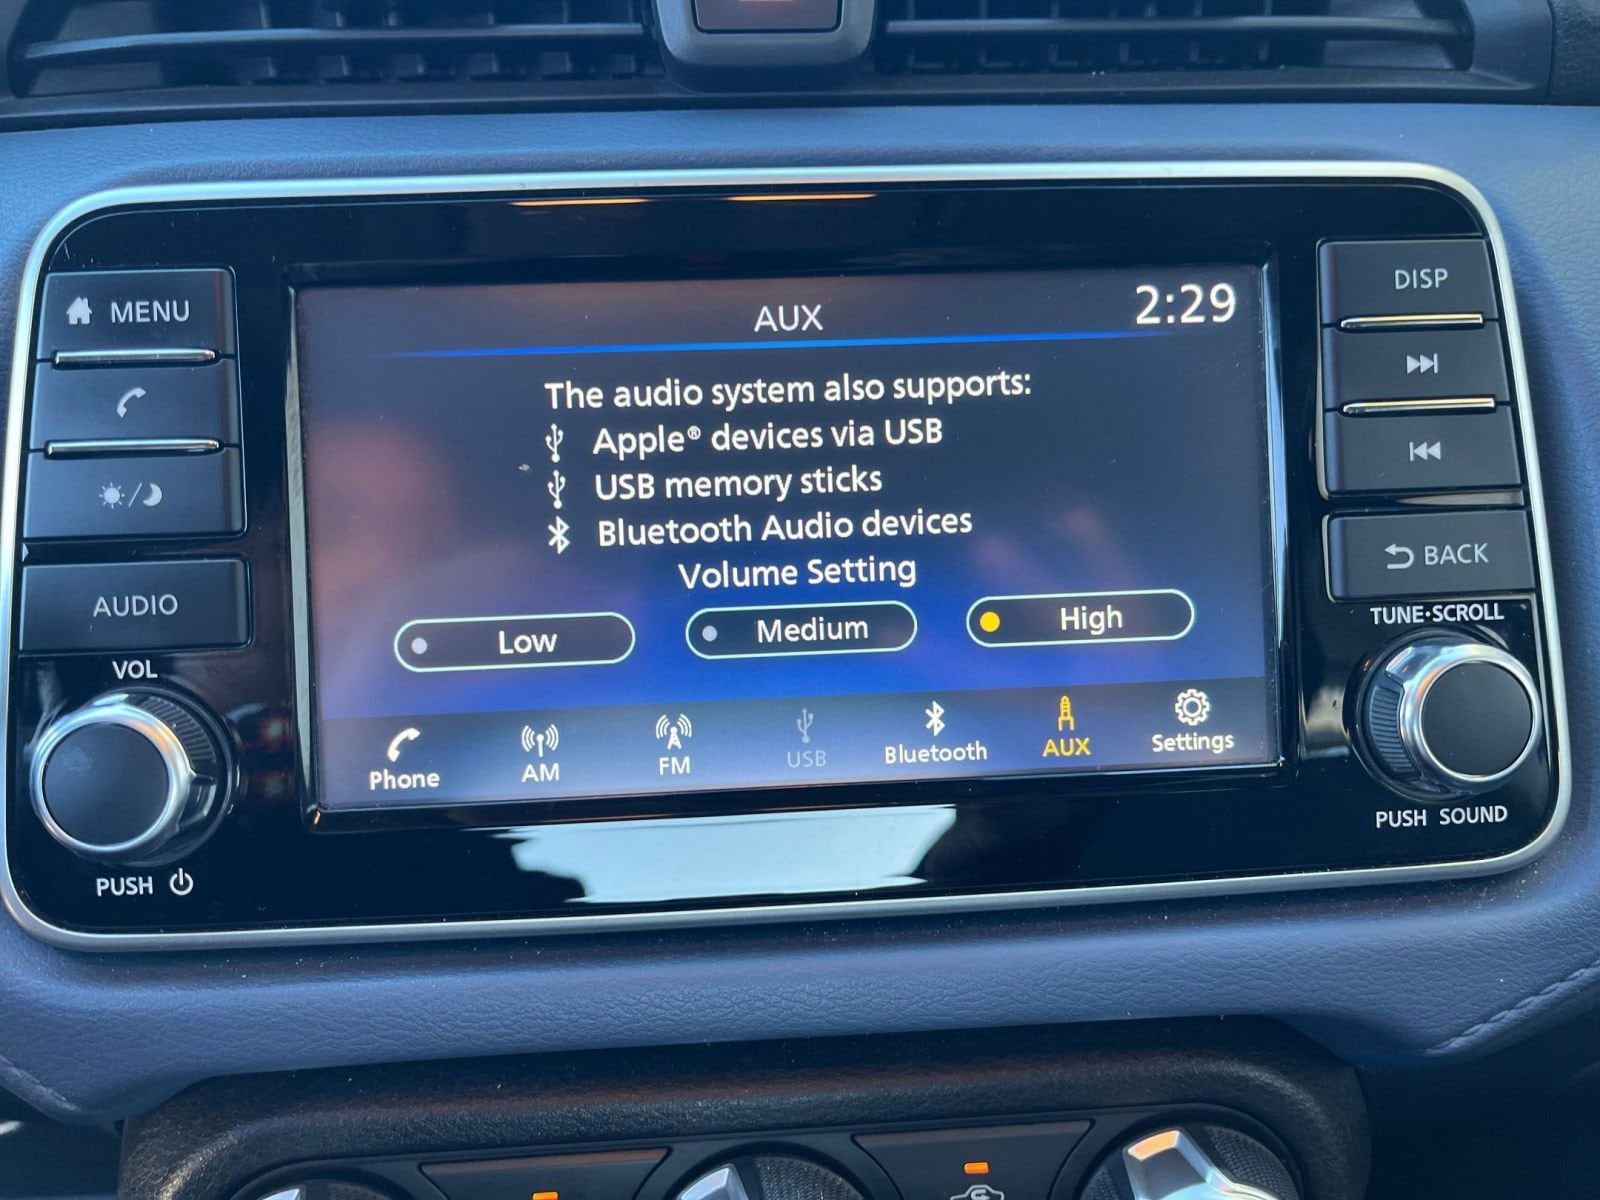 MENU
AUDIO
VOL
PUSH
AUX
2:29
The audio system also supports:
Apple® devices via USB
USB memory sticks
Bluetooth Audio devices
Volume Setting
Low
Medium
High
Phone
AM
FM
USB
Bluetooth
AUX
Settings
DISP
BACK
TUNE•SCROLL
PUSH SOUND